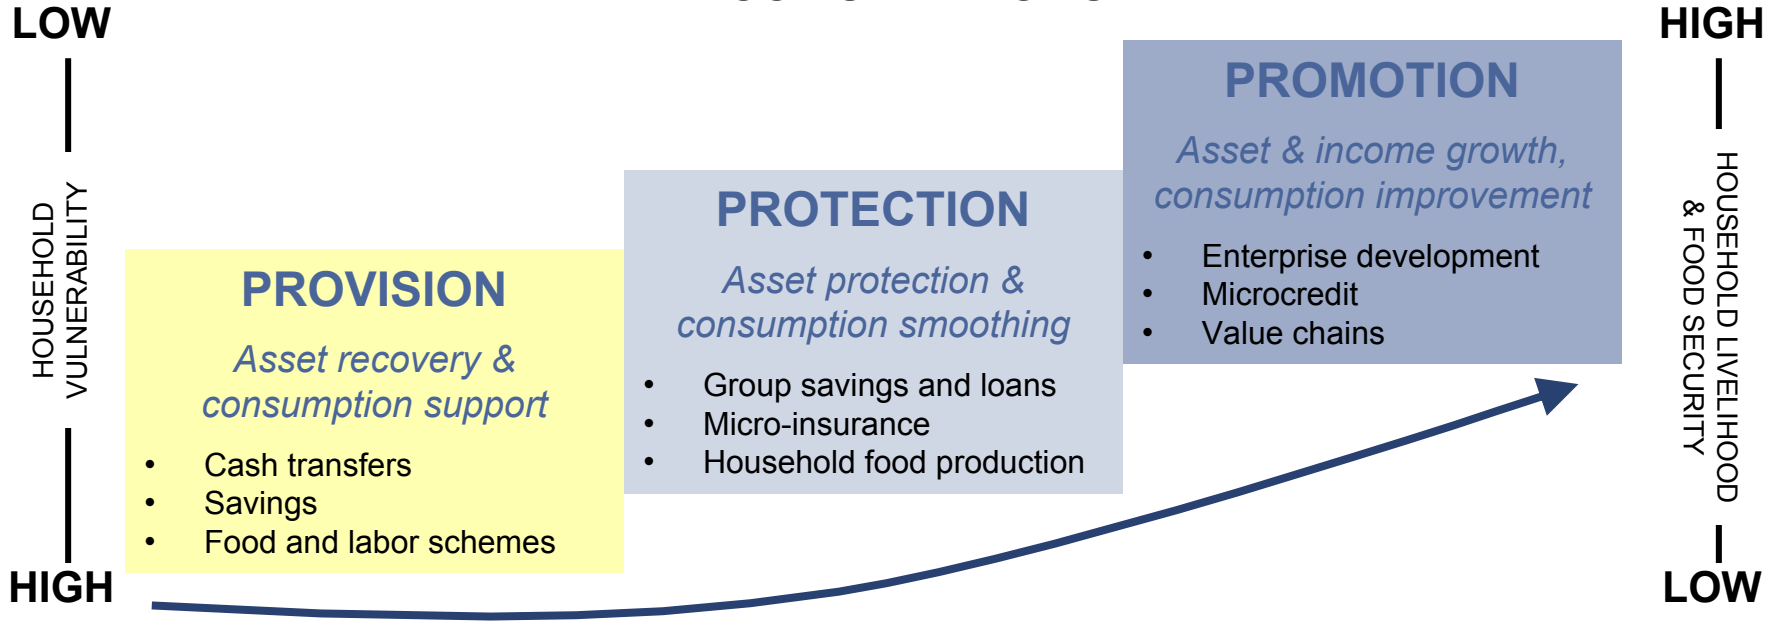 LOW
HIGH
HOUSEHOLD
VULNERABILITY
HIGH
PROVISION
Asset recovery &
consumption support
• Cash transfers
• Savings
• Food and labor schemes
PROTECTION
Asset protection &
consumption smoothing
• Group savings and loans
• Micro-insurance
• Household food production
PROMOTION
Asset & income growth,
consumption improvement
• Enterprise development
• Microcredit
• Value chains
HOUSEHOLD LIVELIHOOD
& FOOD SECURITY
LOW